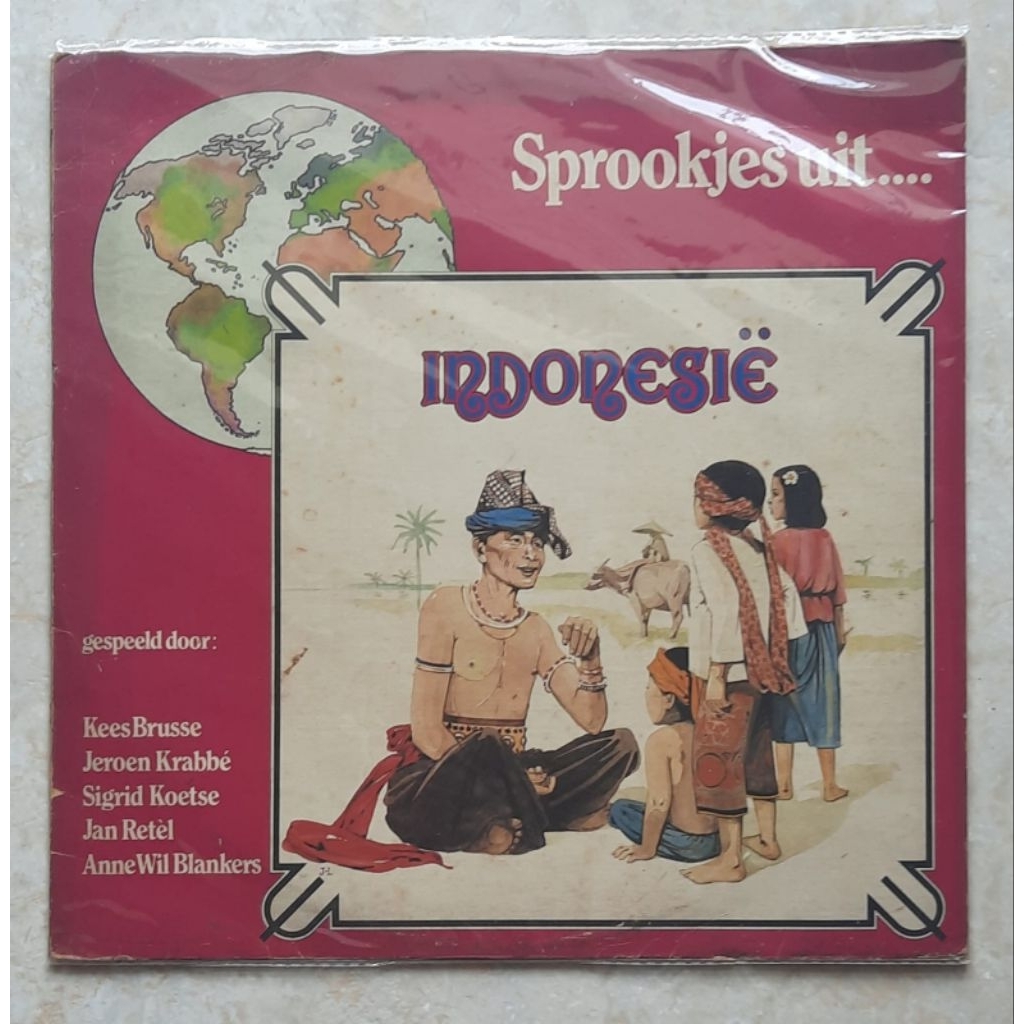 Sprookjes uit....
INDONESIË
gespeeld door:
Kees Brusse
Jeroen Krabbé
Sigrid Koetse
Jan Retèl
Anne Wil Blankers